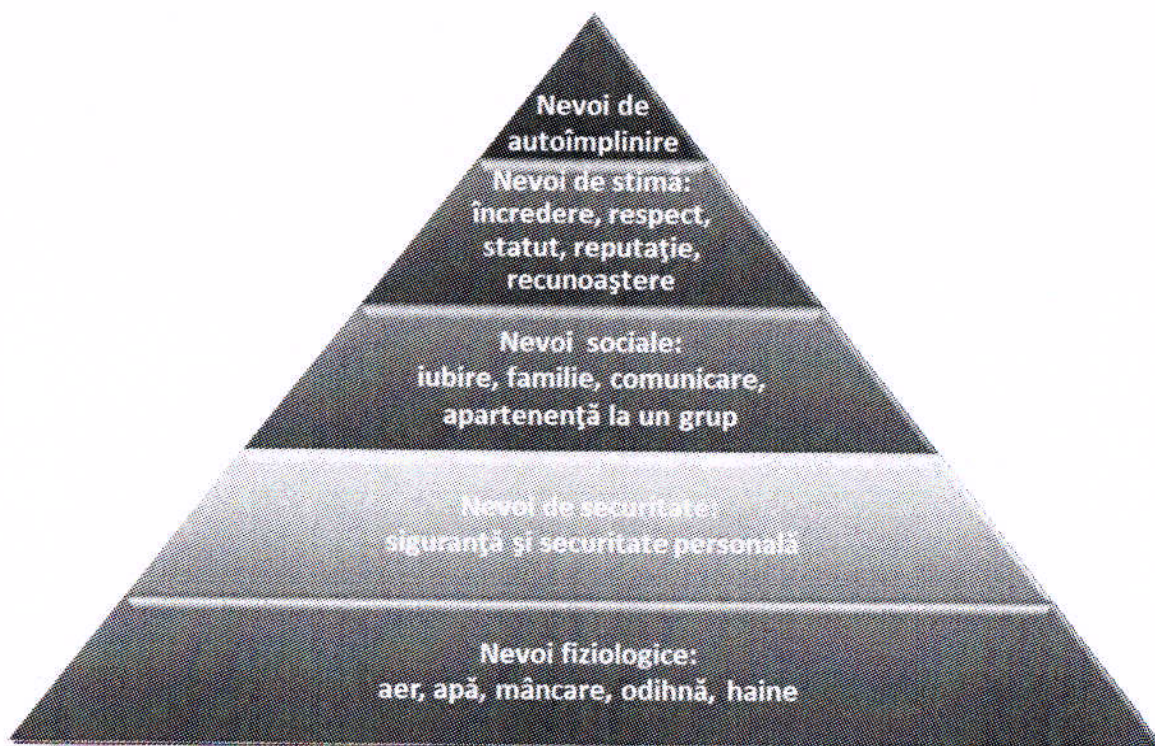 Nevoi de
autoîmplinire
Nevoi de stimă:
încredere, respect,
statut, reputaţie,
recunoaştere
Nevoi sociale:
iubire, familie, comunicare,
apartenenţă la un grup
Nevoi de securitate:
siguranţă şi securitate personală
Nevoi fiziologice:
aer, apă, mâncare, odihnă, haine